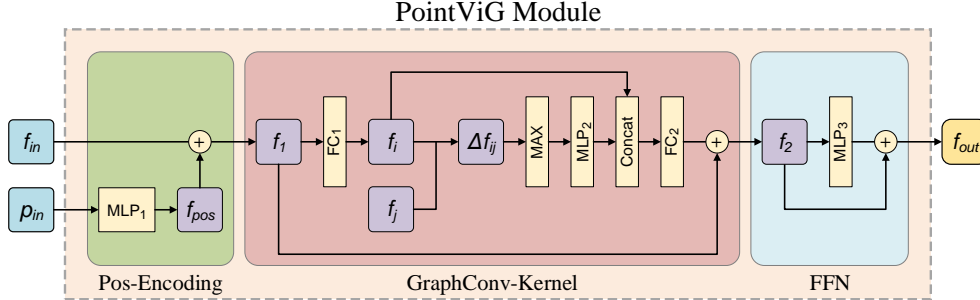 PointViG Module
f_in
p_in
MLP_1
f_pos
+
Pos-Encoding
f_1
FC_1
f_i
f_j
Δf_ij
MAX
MLP_2
Concat
FC_2
+
GraphConv-Kernel
f_2
MLP_3
+
FFN
f_out